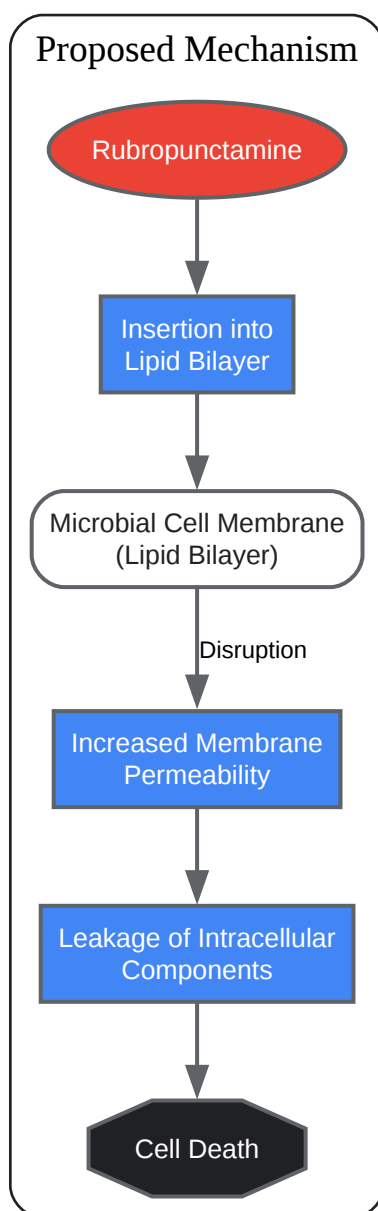 Proposed Mechanism
Rubropunctamine
Insertion into
Lipid Bilayer
Microbial Cell Membrane
(Lipid Bilayer)
Disruption
Increased Membrane
Permeability
Leakage of Intracellular
Components
Cell Death